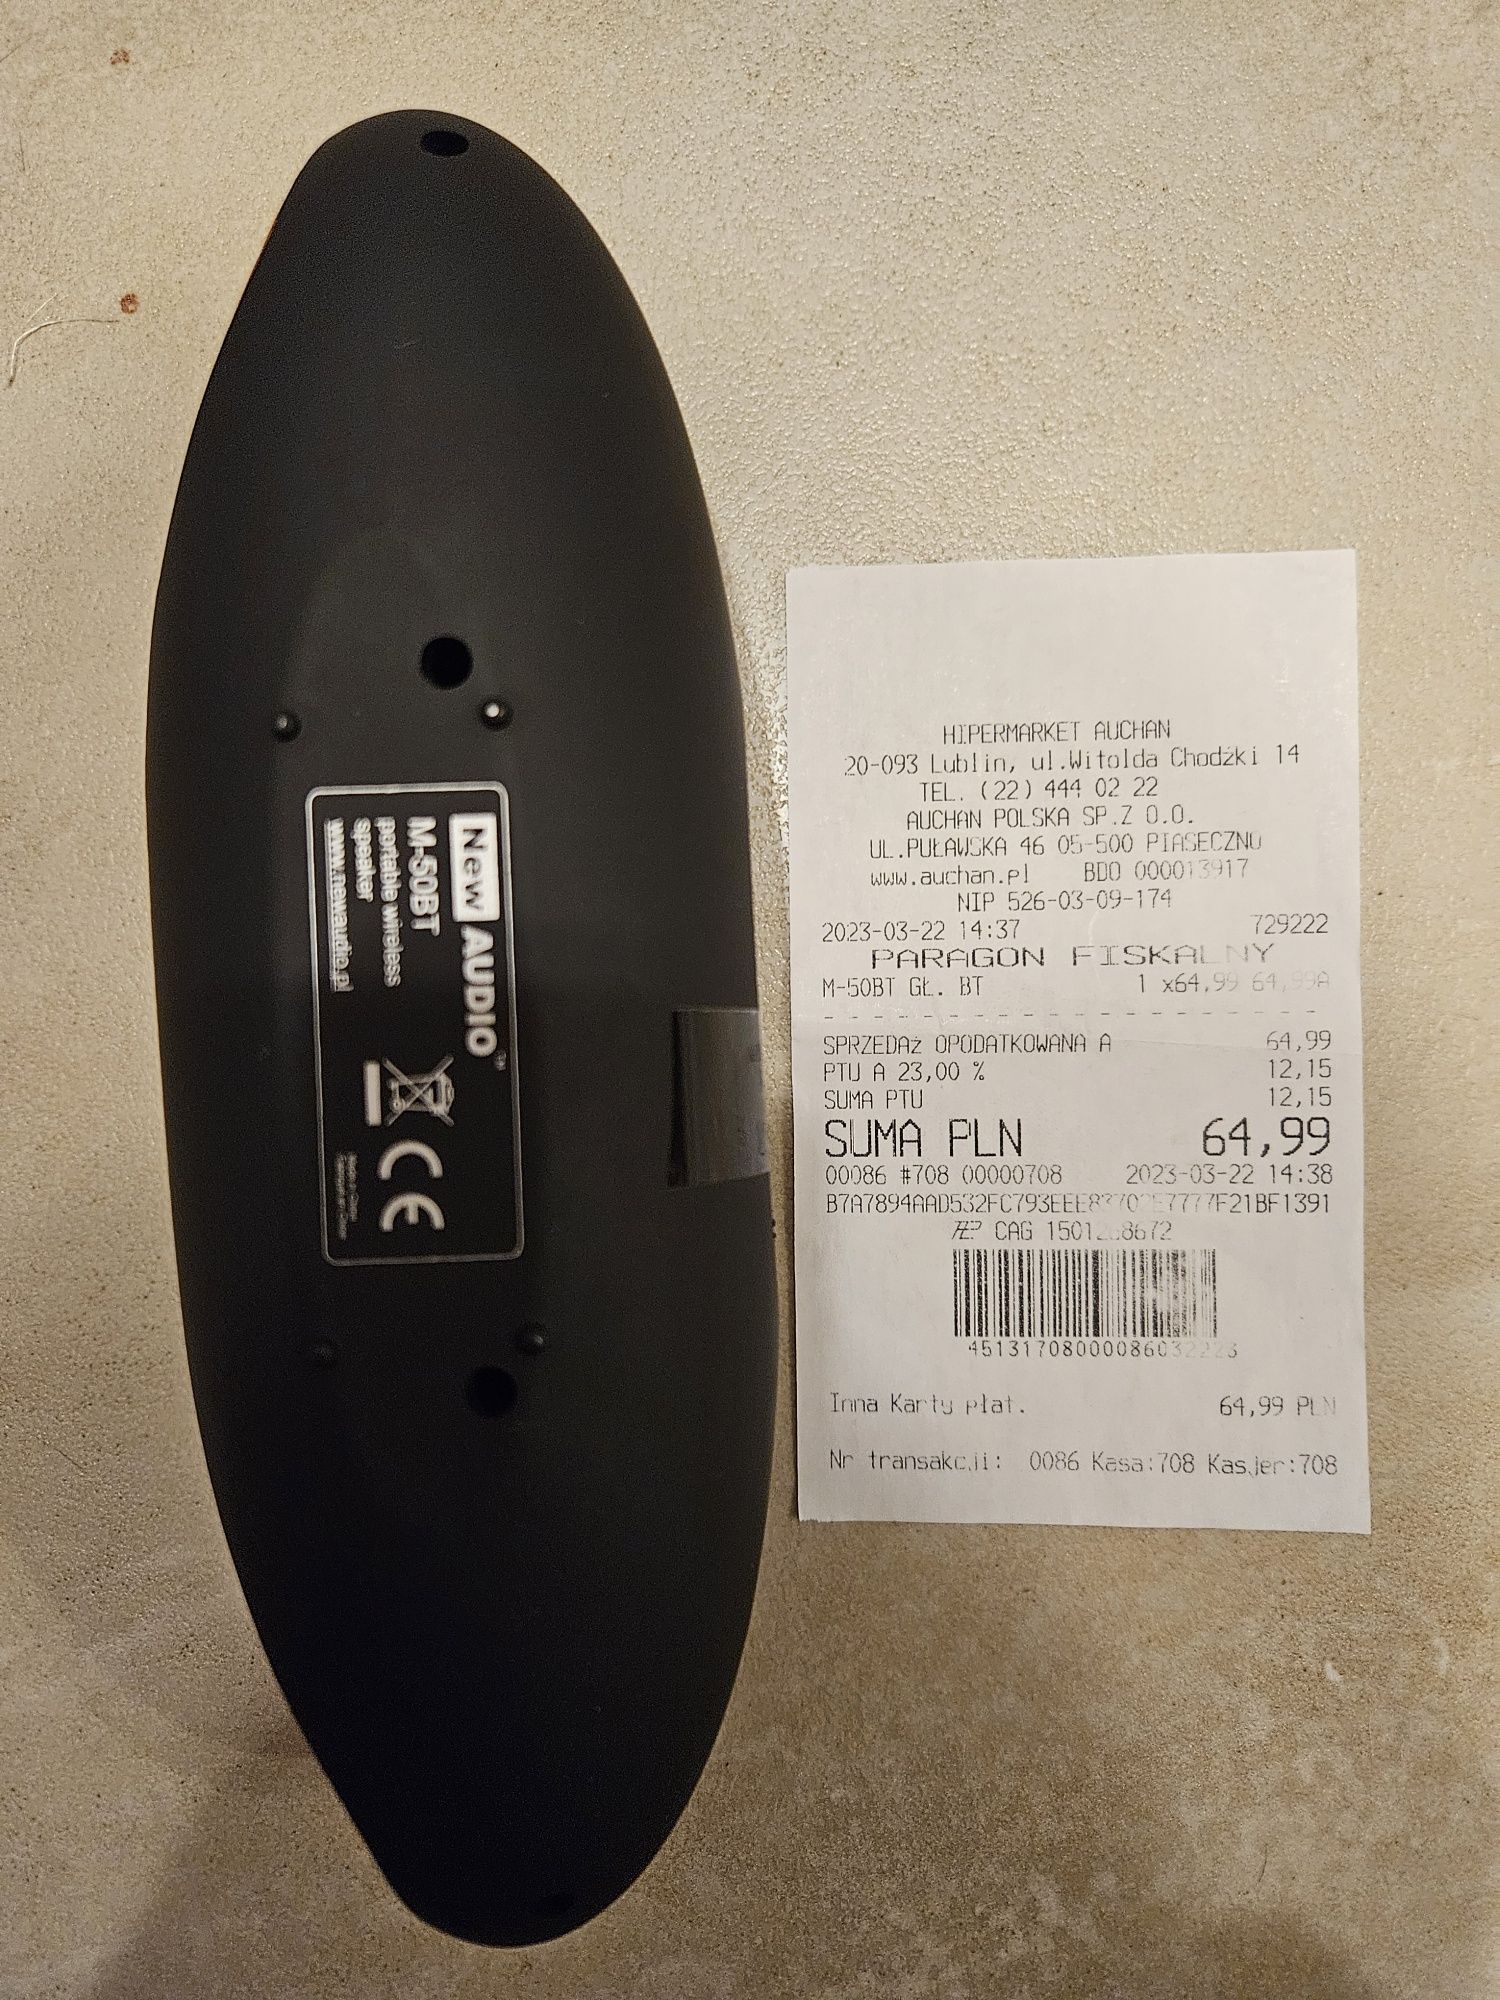 New AUDIO™
M-50BT
portable wireless
speaker
www.newaudio.pl
CE
HIPERMARKET AUCHAN
20-093 Lublin, ul.Witolda Chodźki 14
TEL. (22) 444 02 22
AUCHAN POLSKA SP.Z O.O.
UL.PUŁAWSKA 46 05-500 PIASECZNO
www.auchan.pl BDO 000013917
NIP 526-03-09-174
2023-03-22 14:37 729222
PARAGON FISKALNY
M-50BT GŁ. BT 1 x64,99 64,99A
SPRZEDAż OPODATKOWANA A 64,99
PTU A 23,00 % 12,15
SUMA PTU 12,15
SUMA PLN 64,99
00086 #708 00000708 2023-03-22 14:38
CAG
Inna Karty płat. 64,99 PLN
Nr transakcji: 0086 Kasa:708 Kasjer:708